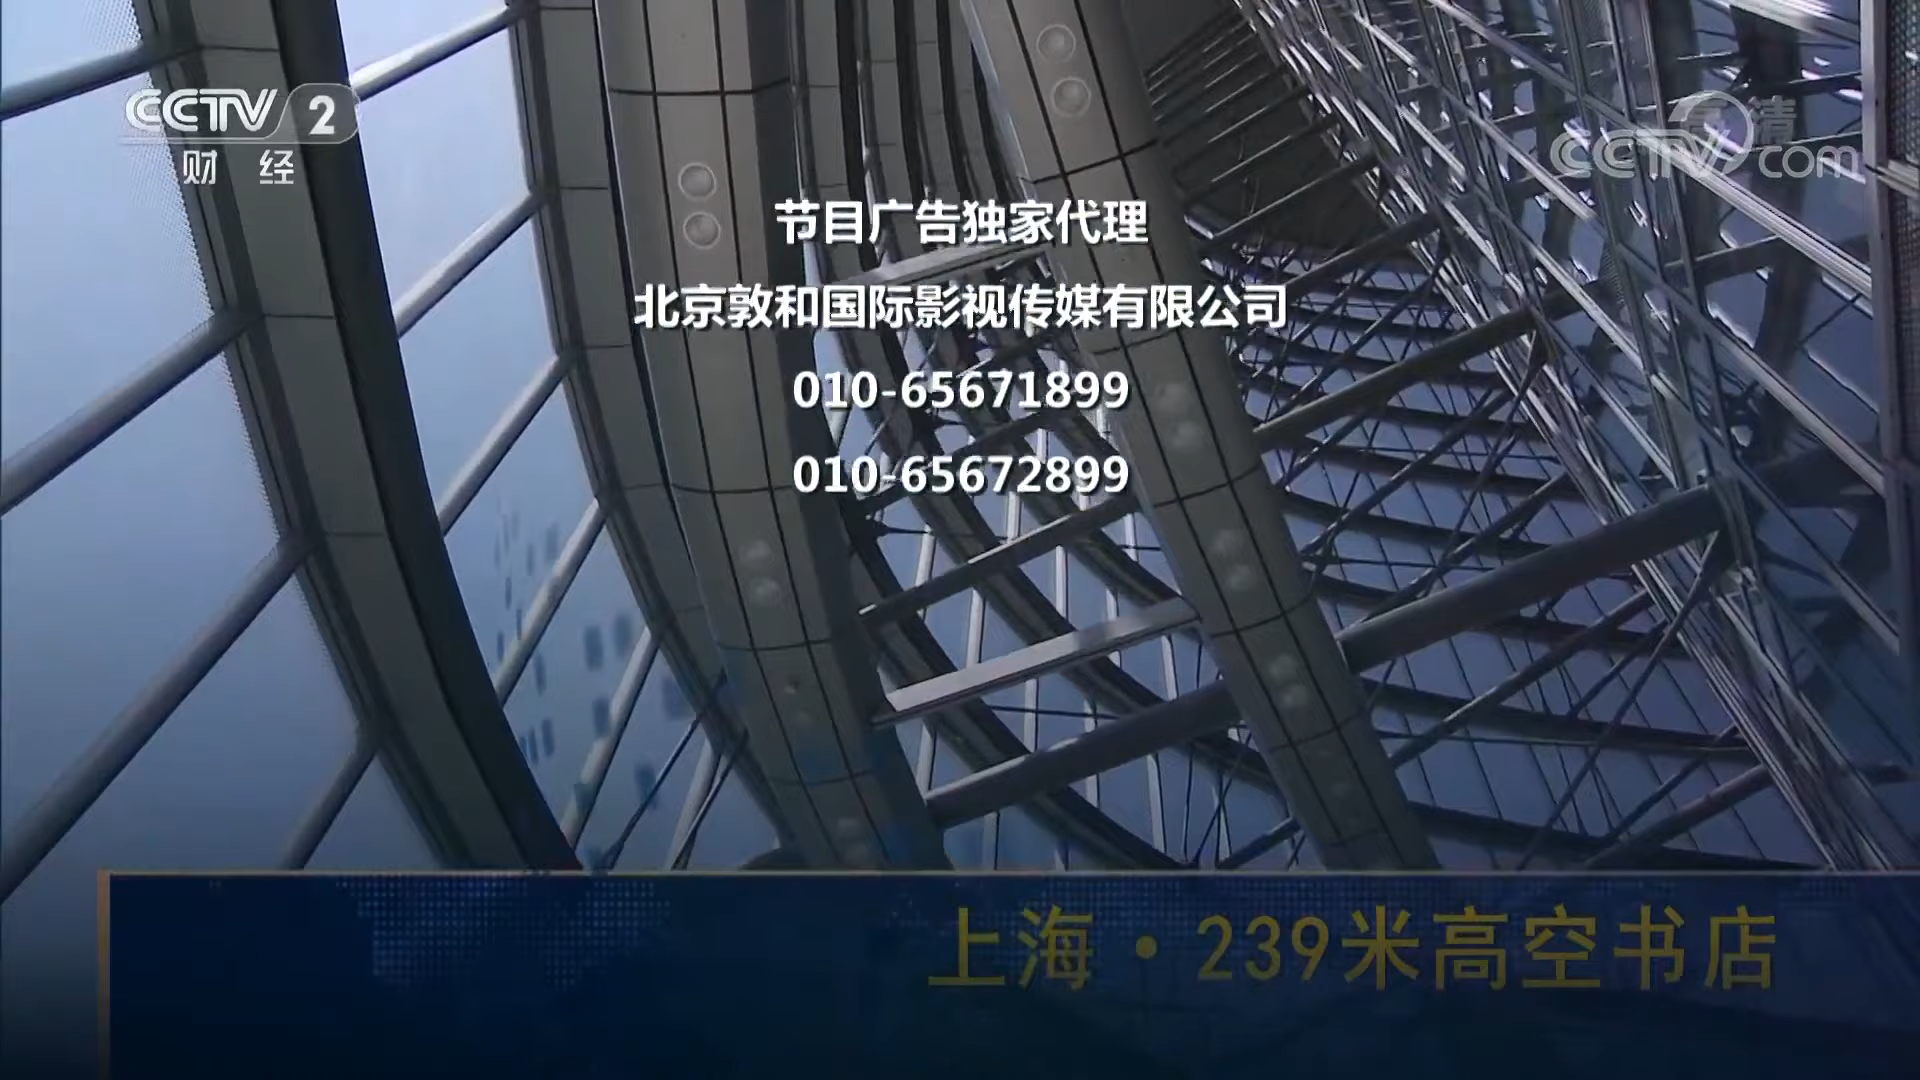 CCTV 2
财经
高清
CCTV.com
节目广告独家代理
北京敦和国际影视传媒有限公司
010-65671899
010-65672899
上海·239米高空书店